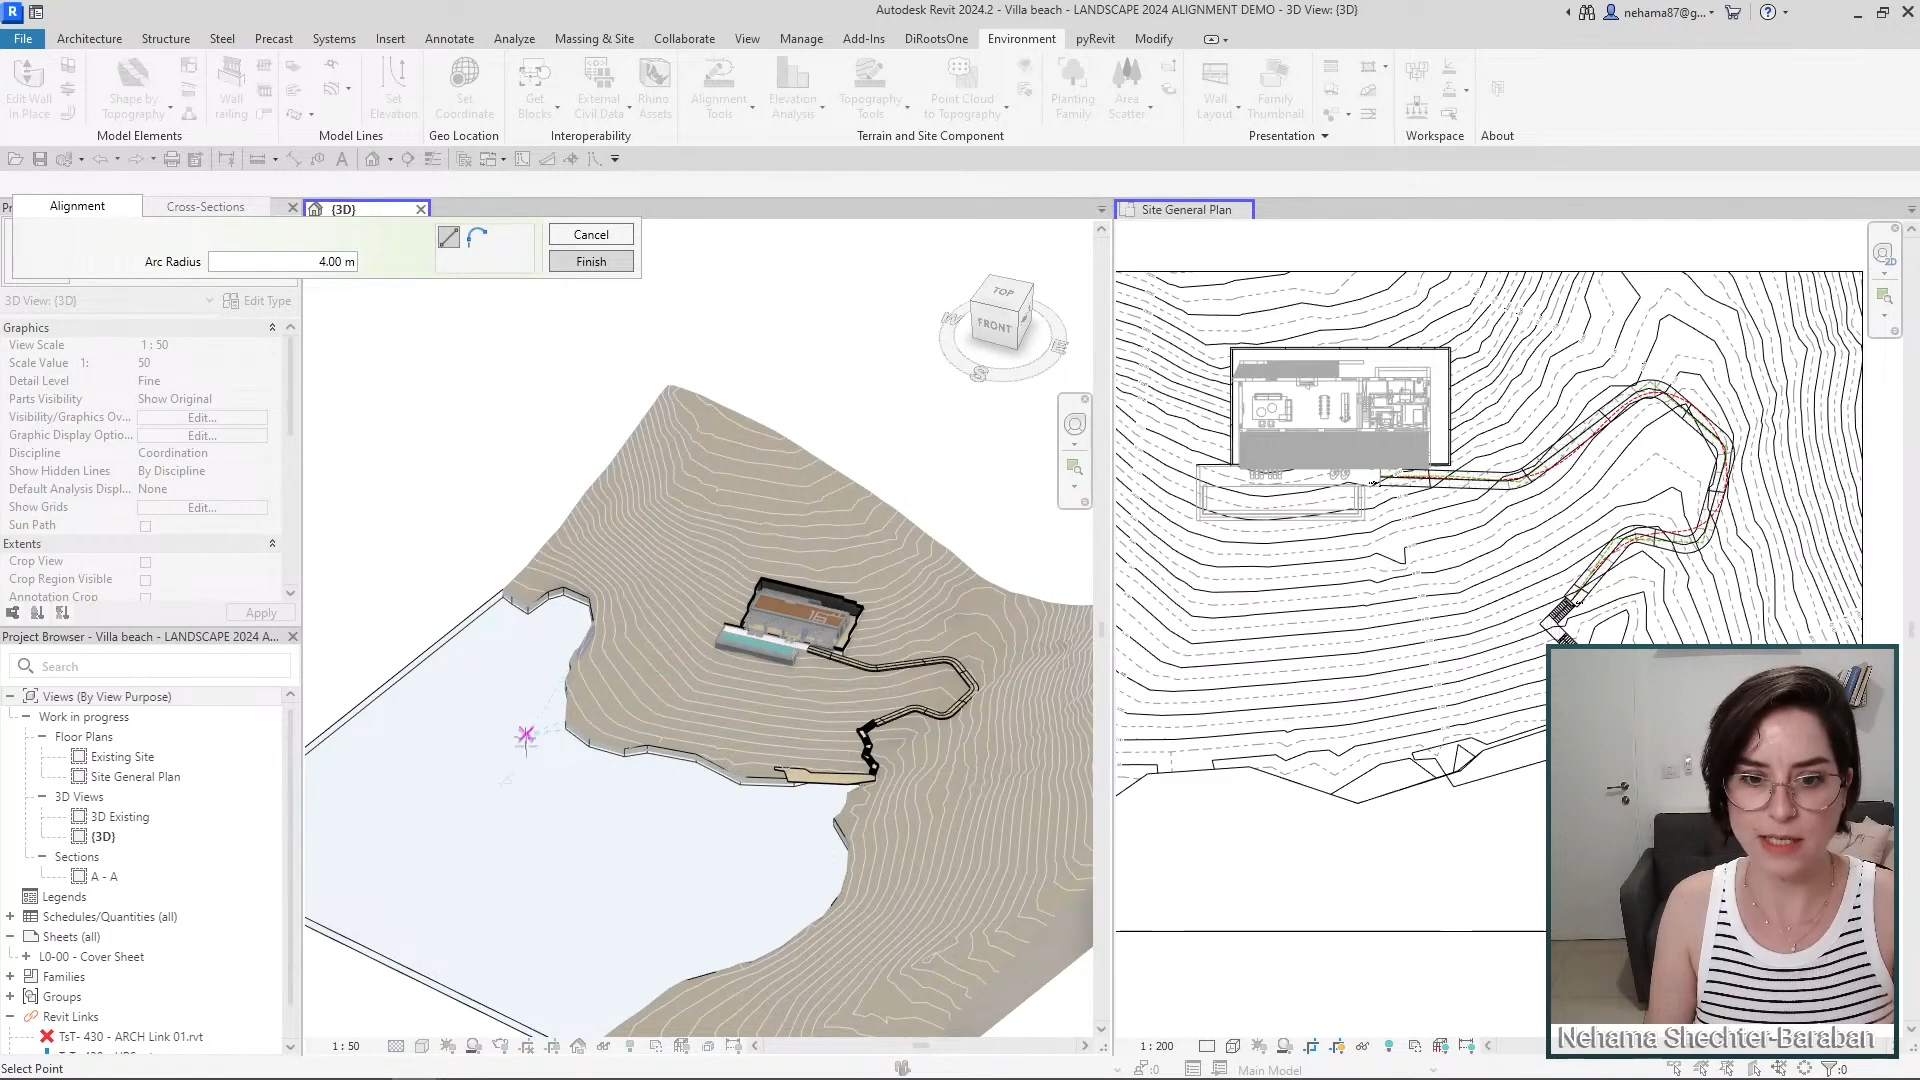 Autodesk Revit 2024.2 - Villa beach - LANDSCAPE 2024 ALIGNMENT DEMO - 3D View: {3D}
nehama87@g...
File Architecture Structure Steel Precast Systems Insert Annotate Analyze Massing & Site Collaborate View Manage Add-Ins DiRootsOne Environment pyRevit Modify
Edit Wall In Place
Shape by Topography
Wall railing
Set Elevation
Set Coordinate
Get Blocks
External Civil Data
Rhino Assets
Alignment Tools
Elevation Analysis
Topography Tools
Point Cloud to Topography
Planting Family
Area Scatter
Wall Layout
Family Thumbnail
Model Elements Model Lines Geo Location Interoperability Terrain and Site Component Presentation Workspace About
Alignment Cross-Sections
{3D}
Site General Plan
Cancel
Arc Radius 4.00 m Finish
3D View: {3D} Edit Type
Graphics
View Scale 1 : 50
Scale Value 1: 50
Detail Level Fine
Parts Visibility Show Original
Visibility/Graphics Ov... Edit...
Graphic Display Optio... Edit...
Discipline Coordination
Show Hidden Lines By Discipline
Default Analysis Displ... None
Show Grids Edit...
Sun Path
Extents
Crop View
Crop Region Visible
Annotation Crop
Apply
Project Browser - Villa beach - LANDSCAPE 2024 A...
Search
Views (By View Purpose)
Work in progress
Floor Plans
Existing Site
Site General Plan
3D Views
3D Existing
{3D}
Sections
A - A
Legends
Schedules/Quantities (all)
Sheets (all)
L0-00 - Cover Sheet
Families
Groups
Revit Links
TsT- 430 - ARCH Link 01.rvt
TOP
FRONT
W
S
E
1 : 50
1 : 200
Nehama Shechter-Baraban
Select Point
:0
Main Model
:0